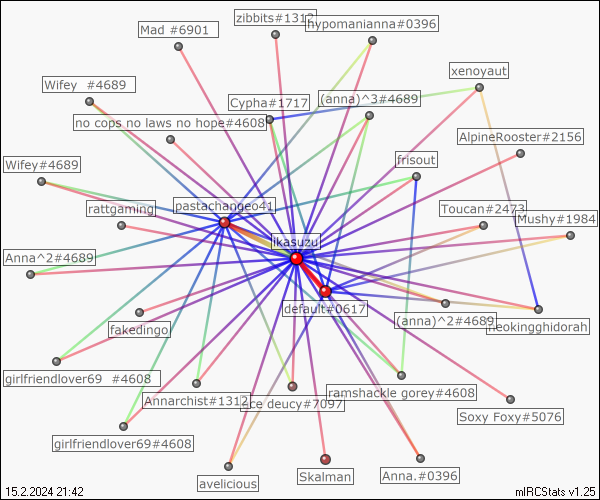 zibbits#1312
hypomanianna#0396
Mad #6901
xenoyaut
Wifey  #4689
Cypha#1717
(anna)^3#4689
no cops no laws no hope#4608
AlpineRooster#2156
Wifey#4689
frisout
rattgaming
pastachangeo41
Toucan#2473
Mushy#1984
jikasuzu
Anna^2#4689
default#0617
fakedingo
(anna)^2#4689
neokingghidorah
girlfriendlover69  #4608
Annarchist#1312
ce deucy#7097
ramshackle gorey#4608
Soxy Foxy#5076
girlfriendlover69#4608
avelicious
Skalman
Anna.#0396
15.2.2024 21:42
mIRCStats v1.25